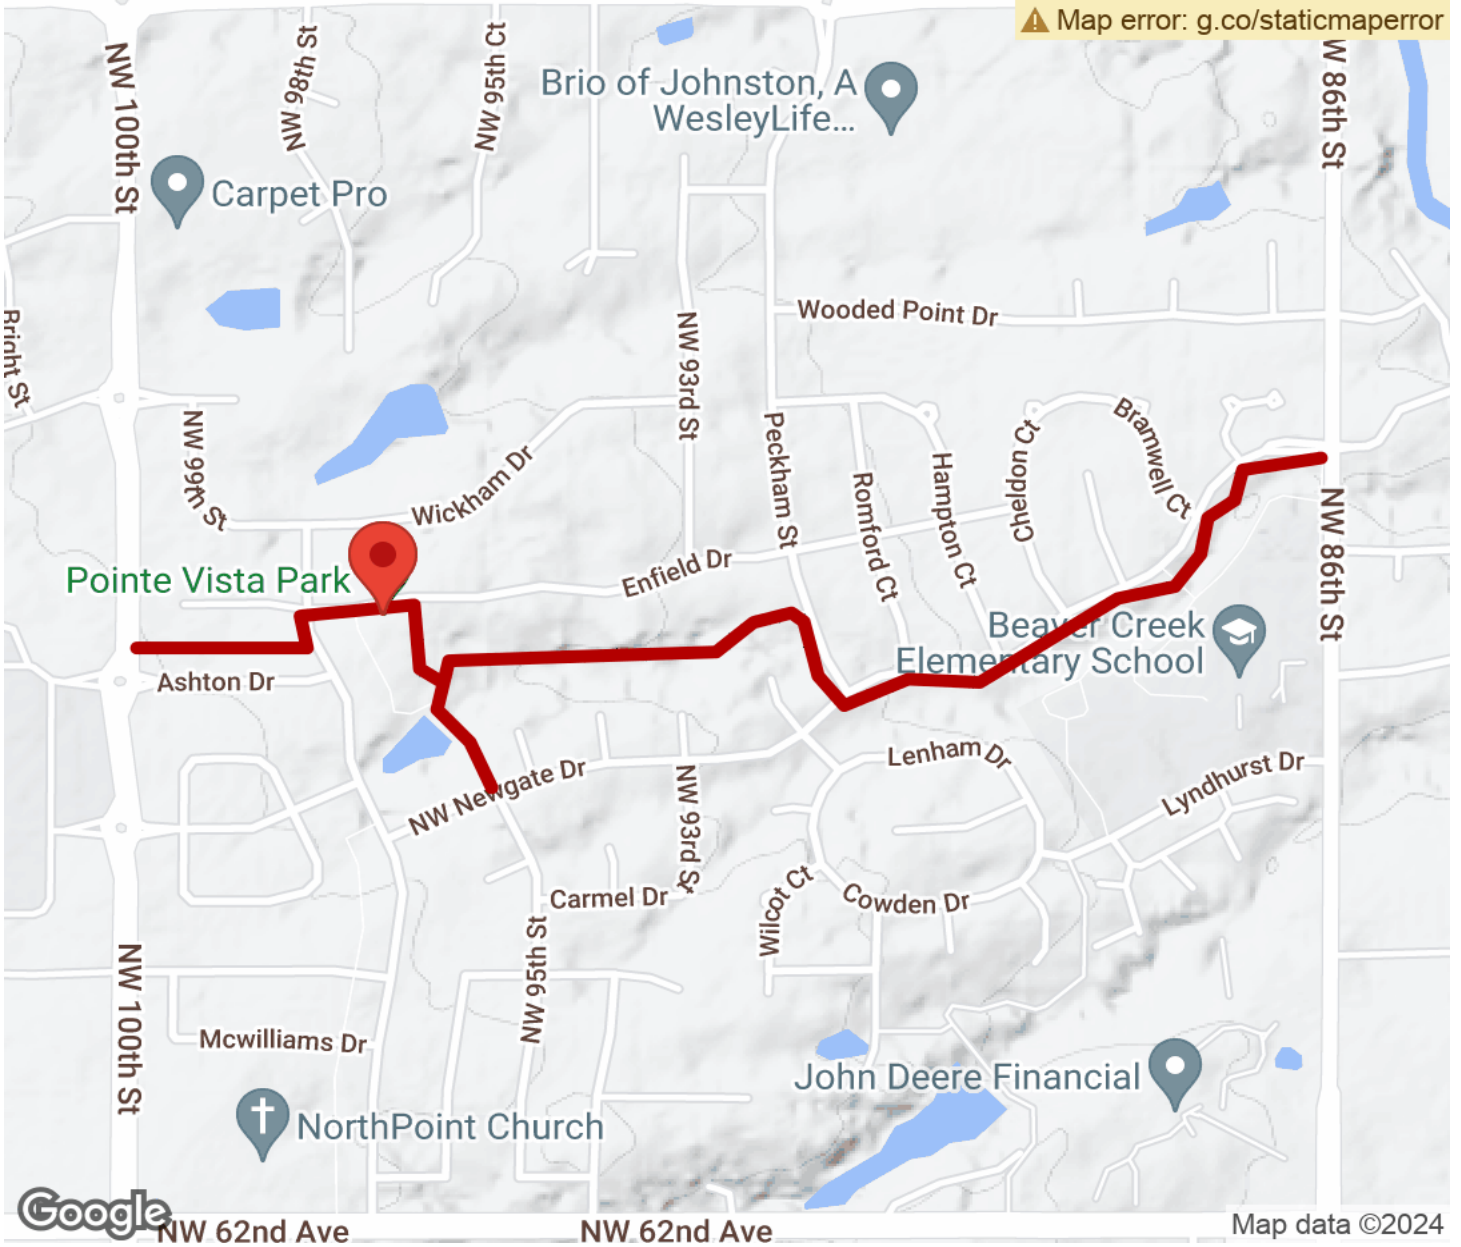 Map error: g.co/staticmaperror
NW 100th St
NW 98th St
NW 95th Ct
Brio of Johnston, A
WesleyLife...
NW 86th St
Carpet Pro
Wooded Point Dr
Bright St
NW 93rd St
NW 99th St
Wickham Dr
Peckham St
Romford Ct
Hampton Ct
Cheldon Ct
Bramwell Ct
NW 86th St
Enfield Dr
Pointe Vista Park
Beaver Creek
Elementary School
Ashton Dr
NW Newgate Dr
NW 93rd St
Lenham Dr
Lyndhurst Dr
Carmel Dr
Wilcot Ct
Cowden Dr
NW 95th St
NW 100th St
Mcwilliams Dr
John Deere Financial
NorthPoint Church
Google
NW 62nd Ave
NW 62nd Ave
Map data ©2024